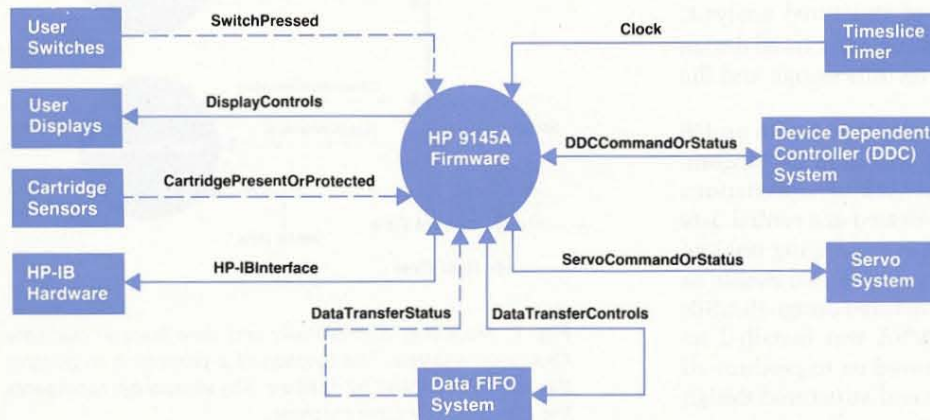 User
Switches
SwitchPressed
Clock
Timeslice
Timer
User
Displays
DisplayControls
HP 9145A
Firmware
DDCCommandOrStatus
Device Dependent
Controller (DDC)
System
Cartridge
Sensors
CartridgePresentOrProtected
HP-IB
Hardware
HP-IBInterface
ServoCommandOrStatus
Servo
System
DataTransferStatus
DataTransferControls
Data FIFO
System